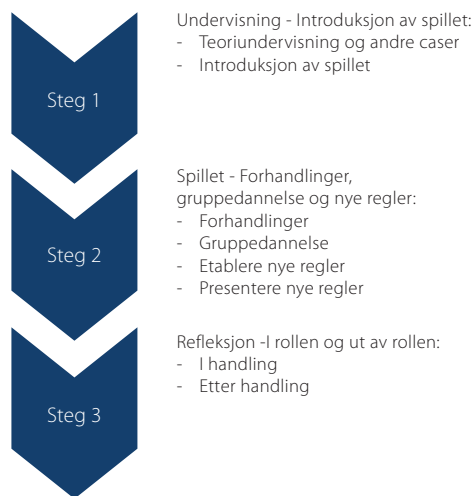 Undervisning - Introduksjon av spillet:
- Teoriundervisning og andre caser
- Introduksjon av spillet
Steg 1
Spillet - Forhandlinger,
gruppedannelse og nye regler:
- Forhandlinger
- Gruppedannelse
- Etablere nye regler
- Presentere nye regler
Steg 2
Refleksjon -I rollen og ut av rollen:
- I handling
- Etter handling
Steg 3